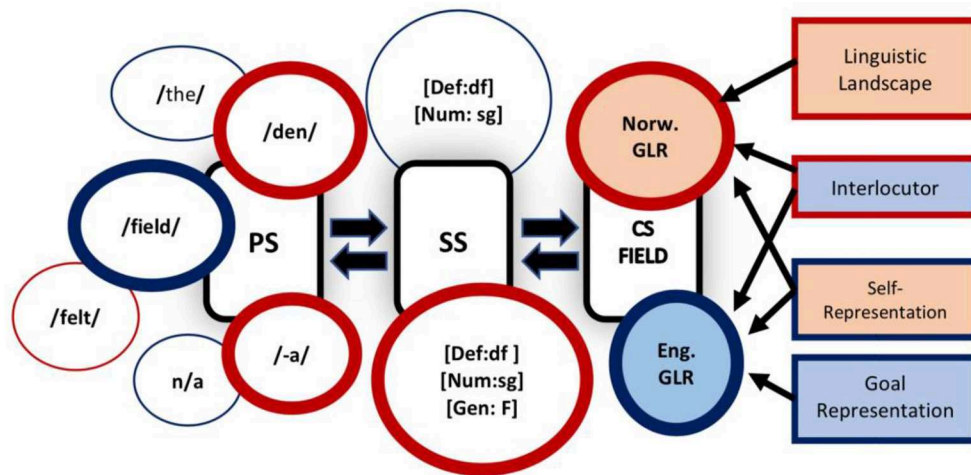 /the/
/den/
/field/
/felt/
n/a
/-a/
PS
[Def:df]
[Num: sg]
SS
[Def:df ]
[Num:sg]
[Gen: F]
Norw.
GLR
CS
FIELD
Eng.
GLR
Linguistic
Landscape
Interlocutor
Self-
Representation
Goal
Representation